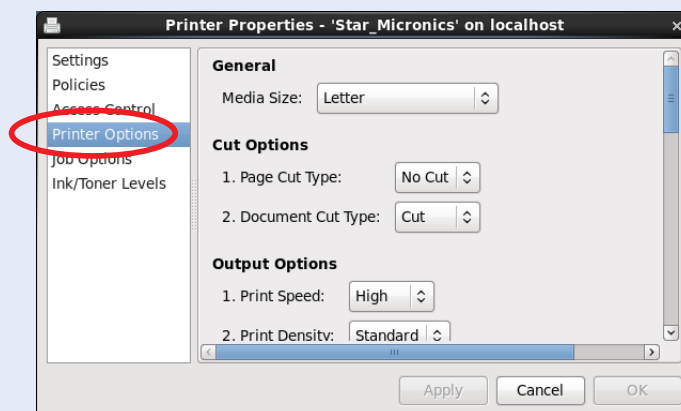 Printer Properties - 'Star_Micronics' on localhost
Settings
Policies
Access Control
Printer Options
Job Options
Ink/Toner Levels
General
Media Size: Letter
Cut Options
1. Page Cut Type: No Cut
2. Document Cut Type: Cut
Output Options
1. Print Speed: High
2. Print Density: Standard
Apply Cancel OK